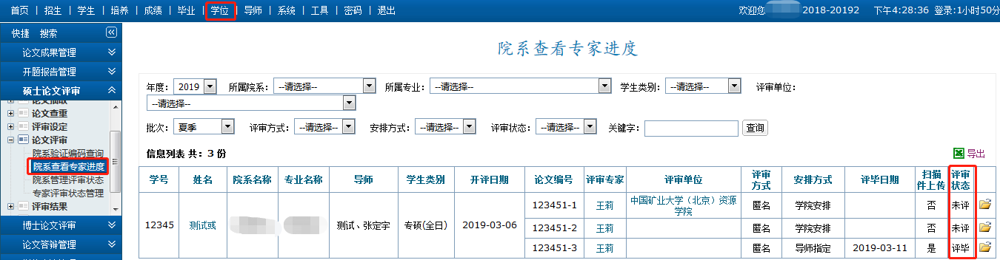 首页 | 招生 | 学生 | 培养 | 成绩 | 毕业 | 学位 | 导师 | 系统 | 工具 | 密码 | 退出 欢迎您 2018-20192 下午4:28:36 登录:1小时50分
快捷 搜索
论文成果管理
开题报告管理
硕士论文评审
论文抽取
论文查重
评审设定
论文评审
院系验证编码查询
院系查看专家进度
院系管理评审状态
专家评审状态管理
评审结果
博士论文评审
论文答辩管理
院系查看专家进度
年度: 2019 所属院系: --请选择-- 所属专业: --请选择-- 学生类别: --请选择-- 评审单位:
--请选择--
批次: 夏季 评审方式: --请选择-- 安排方式: --请选择-- 评审状态: --请选择-- 关键字: 查询
信息列表 共: 3 份 导出
学号 姓名 院系名称 专业名称 导师 学生类别 开评日期 论文编号 评审专家 评审单位 评审方式 安排方式 评毕日期 扫描件上传 评审状态
12345 测试彧 测试、张定宇 专硕(全日) 2019-03-06
123451-1 王莉 中国矿业大学（北京）资源学院 匿名 学院安排 否 未评
123451-2 王莉 匿名 学院安排 否 未评
123451-3 王莉 匿名 导师指定 2019-03-11 是 评毕